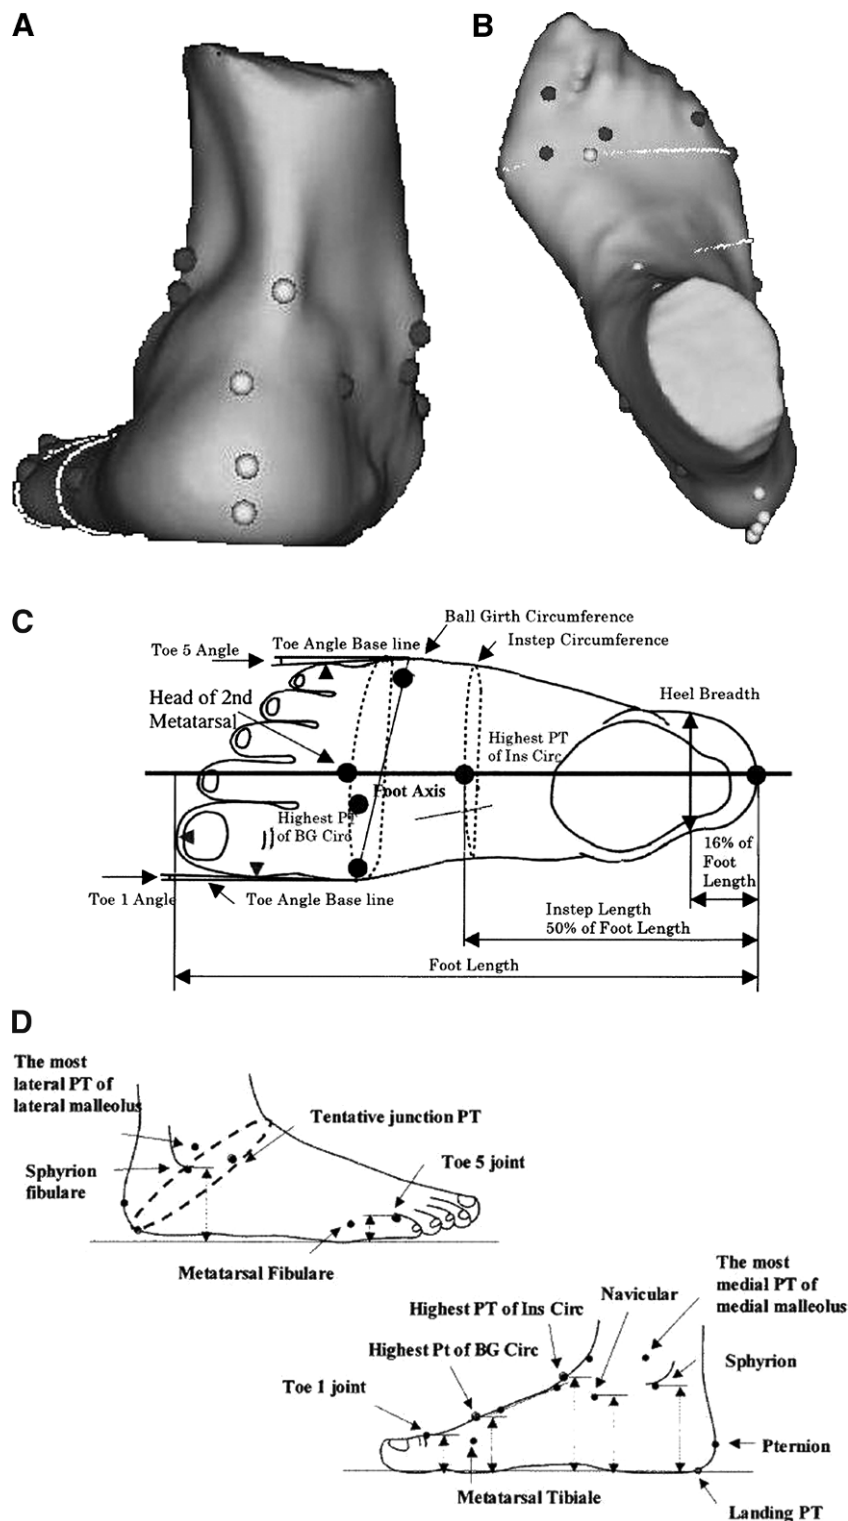 A
B
C
Ball Girth Circumference
Toe 5 Angle
Toe Angle Base line
Instep Circumference
Head of 2nd
Metatarsal
Heel Breadth
Highest PT
of Ins Circ
Foot Axis
Highest PT
of BG Circ
16% of
Foot
Length
Toe 1 Angle
Toe Angle Base line
Instep Length
50% of Foot Length
Foot Length
D
The most
lateral PT of
lateral malleolus
Tentative junction PT
Sphyrion
fibulare
Toe 5 joint
Metatarsal Fibulare
The most
medial PT of
medial malleolus
Navicular
Highest PT of Ins Circ
Highest Pt of BG Circ
Sphyrion
Toe 1 joint
Pternion
Metatarsal Tibiale
Landing PT